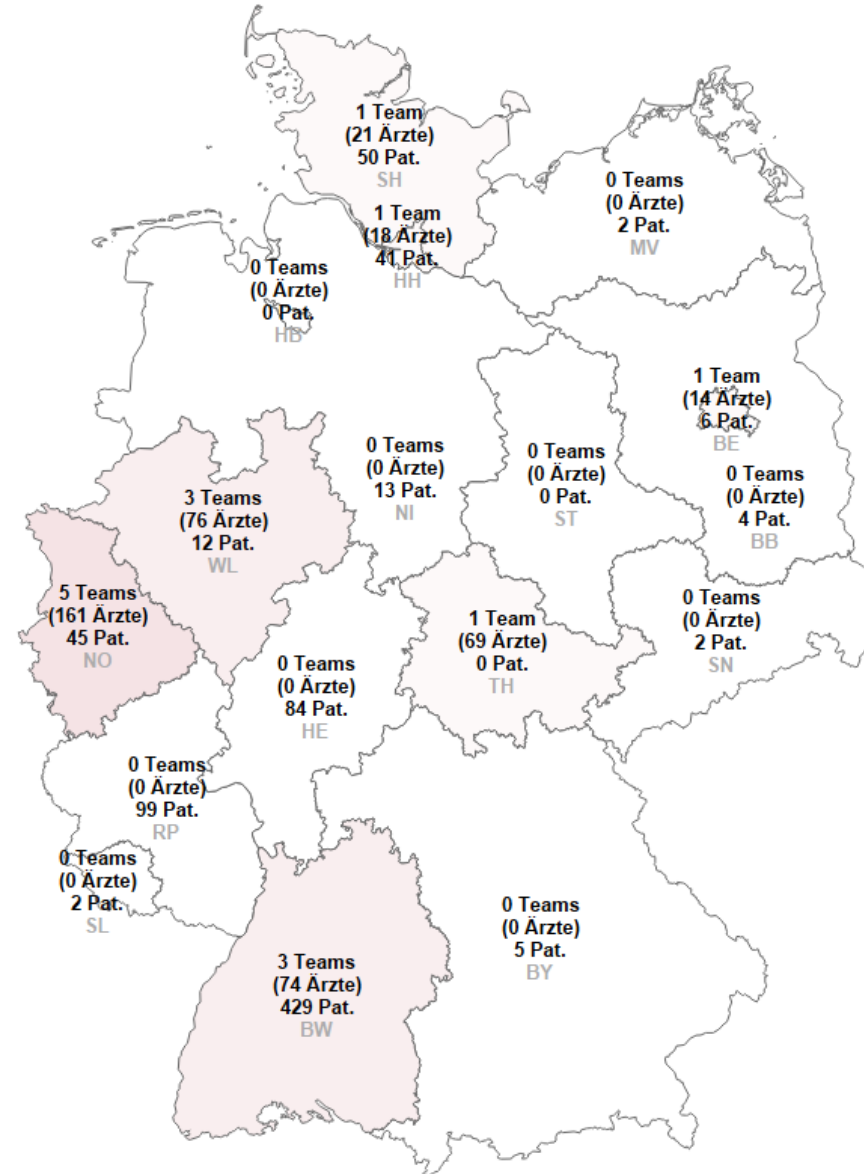 1 Team
(21 Ärzte)
50 Pat.
SH
0 Teams
(0 Ärzte)
2 Pat.
MV
1 Team
(18 Ärzte)
41 Pat.
HH
0 Teams
(0 Ärzte)
0 Pat.
HB
1 Team
(14 Ärzte)
6 Pat.
BE
0 Teams
(0 Ärzte)
13 Pat.
NI
0 Teams
(0 Ärzte)
0 Pat.
ST
0 Teams
(0 Ärzte)
4 Pat.
BB
3 Teams
(76 Ärzte)
12 Pat.
WL
5 Teams
(161 Ärzte)
45 Pat.
NO
0 Teams
(0 Ärzte)
84 Pat.
HE
1 Team
(69 Ärzte)
0 Pat.
TH
0 Teams
(0 Ärzte)
2 Pat.
SN
0 Teams
(0 Ärzte)
99 Pat.
RP
0 Teams
(0 Ärzte)
2 Pat.
SL
3 Teams
(74 Ärzte)
429 Pat.
BW
0 Teams
(0 Ärzte)
5 Pat.
BY